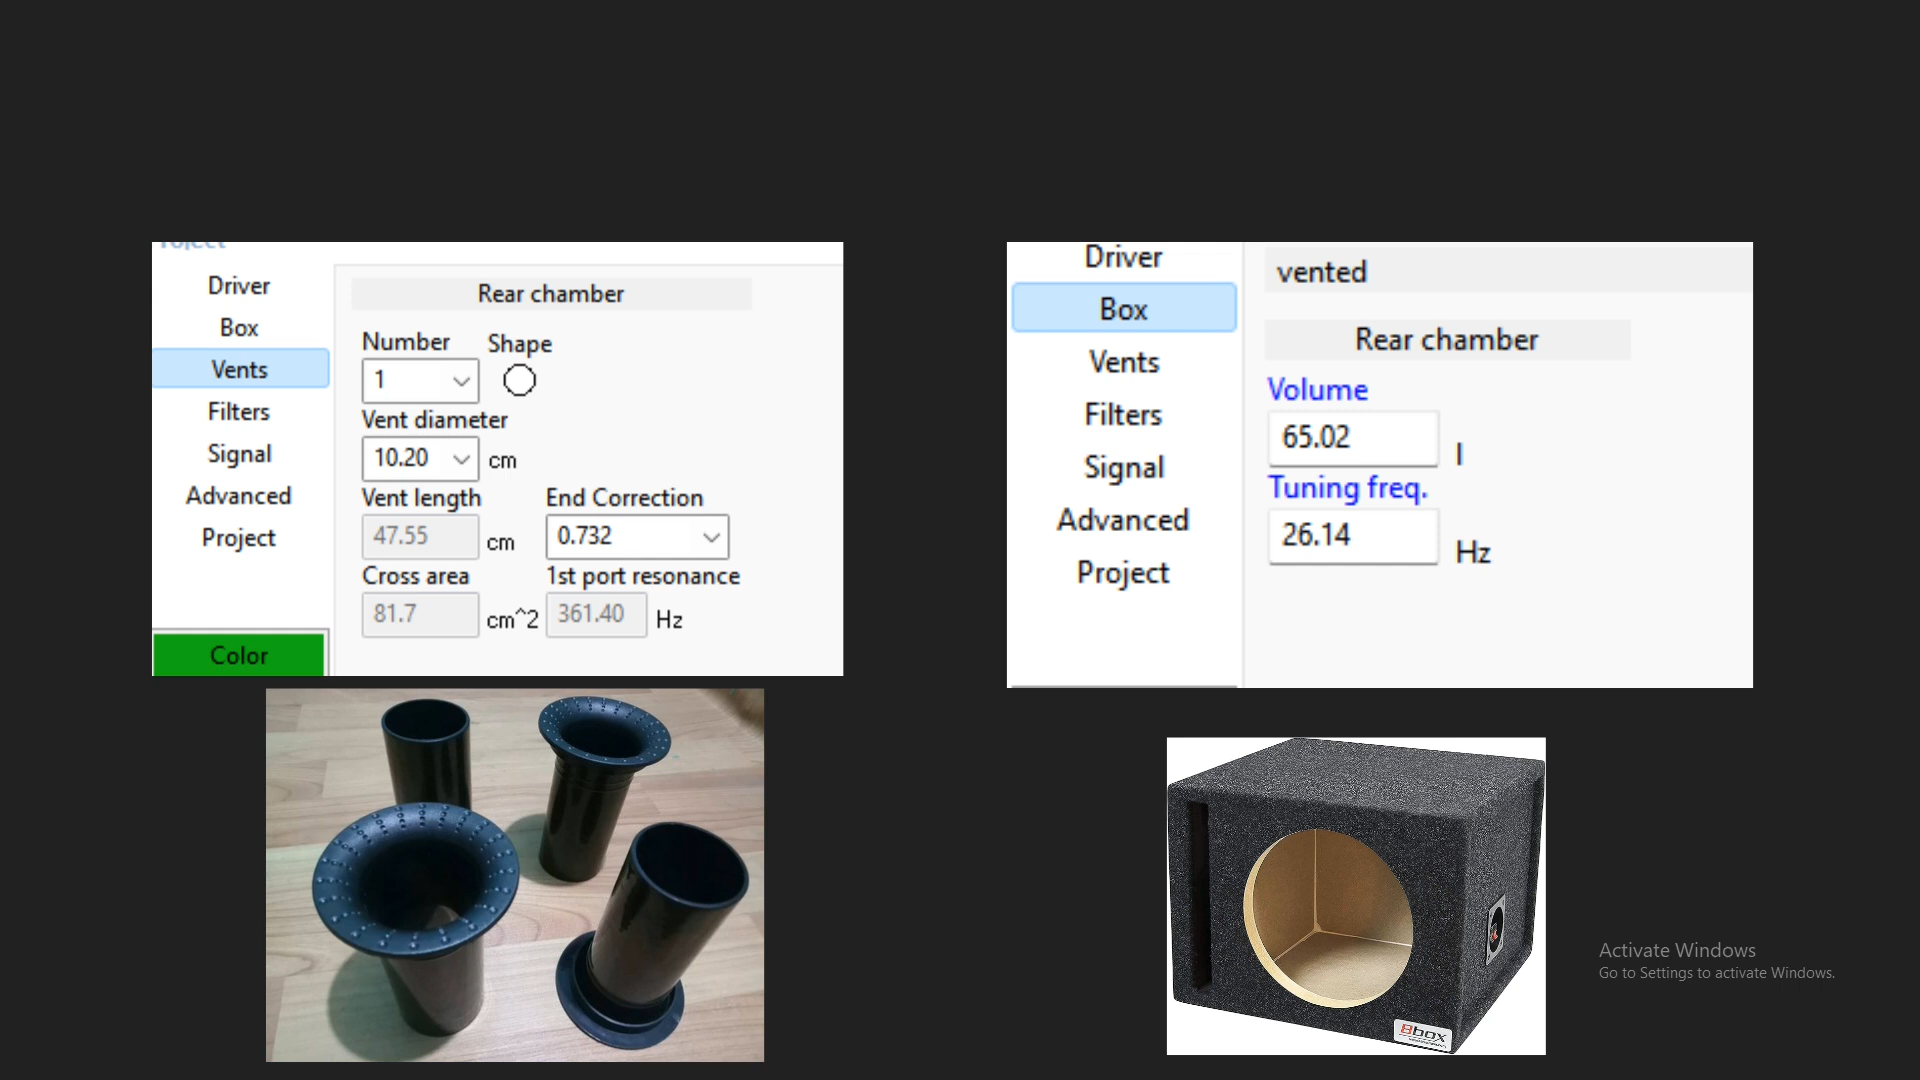 Driver
Box
Vents
Filters
Signal
Advanced
Project
Color
Rear chamber
Number
Shape
1
Vent diameter
10.20 cm
Vent length
End Correction
47.55 cm
0.732
Cross area
1st port resonance
81.7 cm^2
361.40 Hz
Driver
Box
Vents
Filters
Signal
Advanced
Project
vented
Rear chamber
Volume
65.02 l
Tuning freq.
26.14 Hz
Bbox
Activate Windows
Go to Settings to activate Windows.